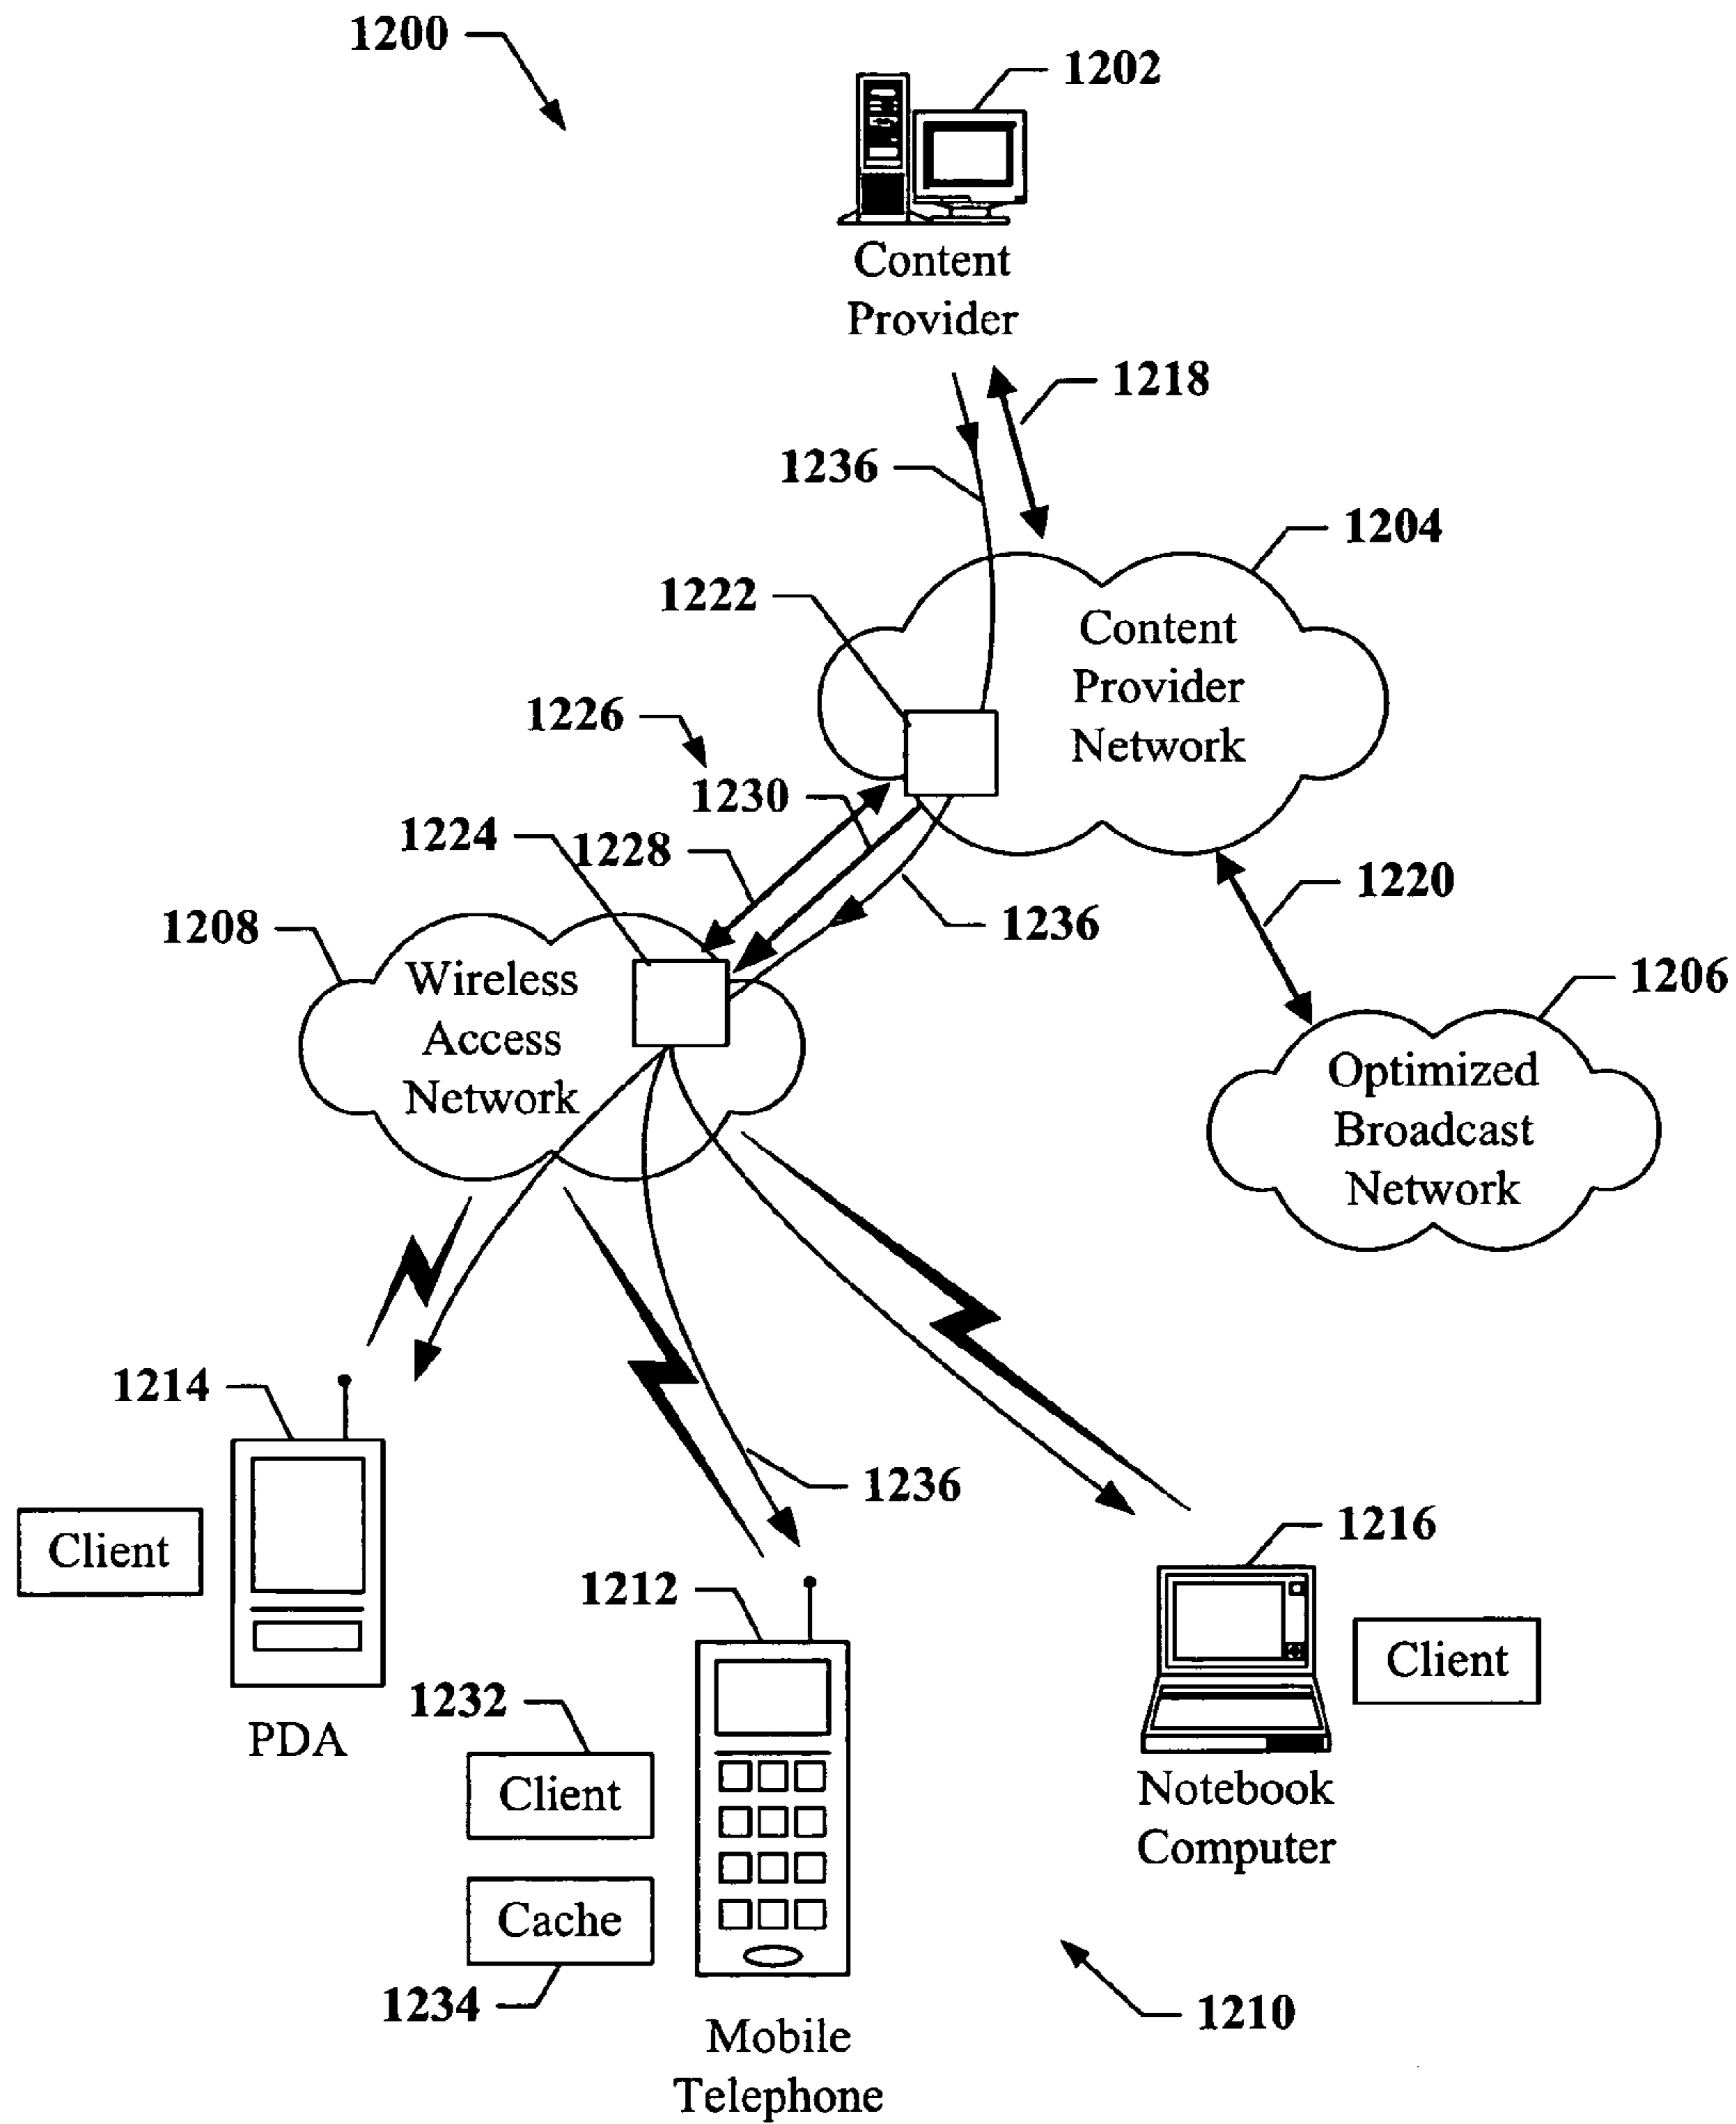 1200
1202
Content
Provider
1218
1236
1204
1222
Content
Provider
Network
1226
1230
1224
1228
1220
1208
1236
1206
Wireless
Access
Network
Optimized
Broadcast
Network
1214
1236
Client
1216
1212
Client
PDA
1232
Client
Notebook
Computer
Cache
1234
1210
Mobile
Telephone